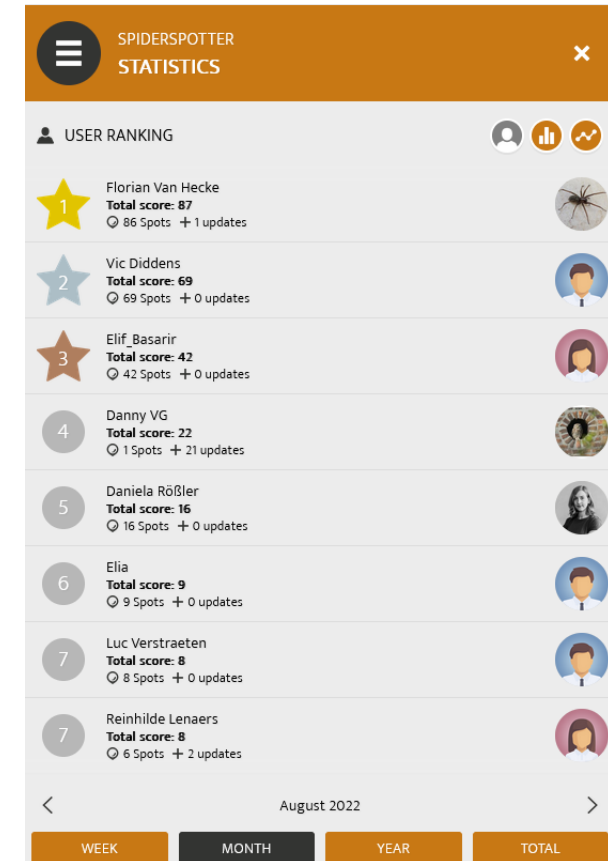 SPIDERSPOTTER
STATISTICS
USER RANKING
1
Florian Van Hecke
Total score: 87
86 Spots + 1 updates
2
Vic Diddens
Total score: 69
69 Spots + 0 updates
3
Elif_Basarir
Total score: 42
42 Spots + 0 updates
4
Danny VG
Total score: 22
1 Spots + 21 updates
5
Daniela Rößler
Total score: 16
16 Spots + 0 updates
6
Elia
Total score: 9
9 Spots + 0 updates
7
Luc Verstraeten
Total score: 8
8 Spots + 0 updates
7
Reinhilde Lenaers
Total score: 8
6 Spots + 2 updates
August 2022
WEEK MONTH YEAR TOTAL